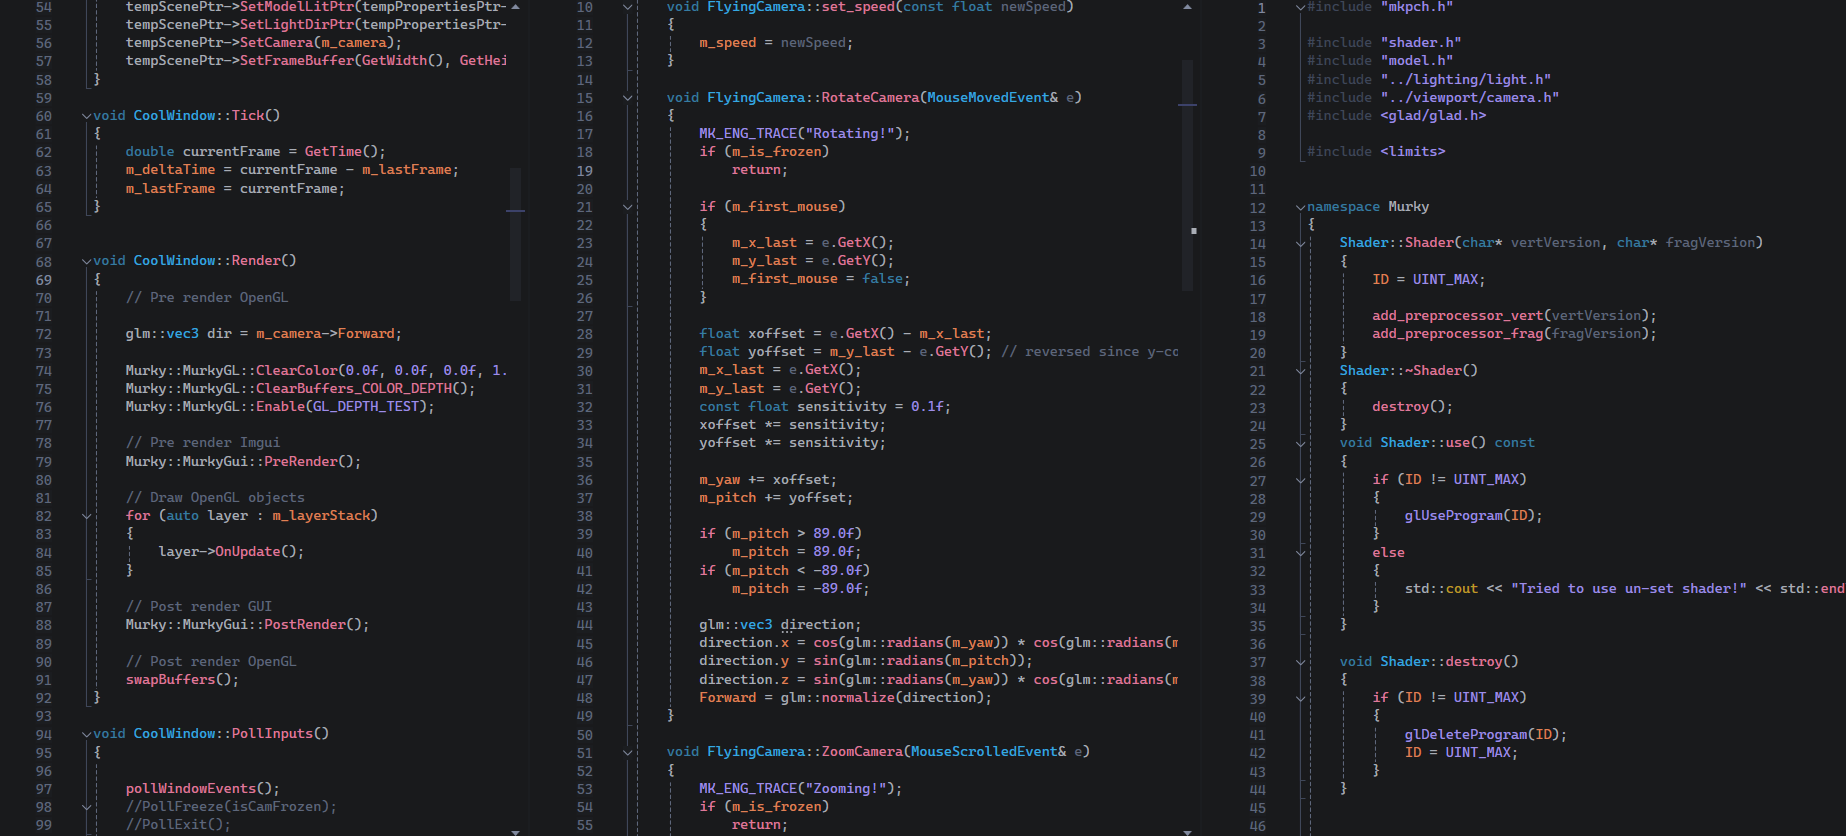 54 tempScenePtr->SetModelLitPtr(tempPropertiesPtr-
55 tempScenePtr->SetLightDirPtr(tempPropertiesPtr-
56 tempScenePtr->SetCamera(m_camera);
57 tempScenePtr->SetFrameBuffer(GetWidth(), GetHei
58 }
59
60 void CoolWindow::Tick()
61 {
62 double currentFrame = GetTime();
63 m_deltaTime = currentFrame - m_lastFrame;
64 m_lastFrame = currentFrame;
65 }
66
67
68 void CoolWindow::Render()
69 {
70 // Pre render OpenGL
71
72 glm::vec3 dir = m_camera->Forward;
73
74 Murky::MurkyGL::ClearColor(0.0f, 0.0f, 0.0f, 1.
75 Murky::MurkyGL::ClearBuffers_COLOR_DEPTH();
76 Murky::MurkyGL::Enable(GL_DEPTH_TEST);
77
78 // Pre render Imgui
79 Murky::MurkyGui::PreRender();
80
81 // Draw OpenGL objects
82 for (auto layer : m_layerStack)
83 {
84 layer->OnUpdate();
85 }
86
87 // Post render GUI
88 Murky::MurkyGui::PostRender();
89
90 // Post render OpenGL
91 swapBuffers();
92 }
93
94 void CoolWindow::PollInputs()
95 {
96
97 pollWindowEvents();
98 //PollFreeze(isCamFrozen);
99 //PollExit();
10 void FlyingCamera::set_speed(const float newSpeed)
11 {
12 m_speed = newSpeed;
13 }
14
15 void FlyingCamera::RotateCamera(MouseMovedEvent& e)
16 {
17 MK_ENG_TRACE("Rotating!");
18 if (m_is_frozen)
19 return;
20
21 if (m_first_mouse)
22 {
23 m_x_last = e.GetX();
24 m_y_last = e.GetY();
25 m_first_mouse = false;
26 }
27
28 float xoffset = e.GetX() - m_x_last;
29 float yoffset = m_y_last - e.GetY(); // reversed since y-co
30 m_x_last = e.GetX();
31 m_y_last = e.GetY();
32 const float sensitivity = 0.1f;
33 xoffset *= sensitivity;
34 yoffset *= sensitivity;
35
36 m_yaw += xoffset;
37 m_pitch += yoffset;
38
39 if (m_pitch > 89.0f)
40 m_pitch = 89.0f;
41 if (m_pitch < -89.0f)
42 m_pitch = -89.0f;
43
44 glm::vec3 direction;
45 direction.x = cos(glm::radians(m_yaw)) * cos(glm::radians(m
46 direction.y = sin(glm::radians(m_pitch));
47 direction.z = sin(glm::radians(m_yaw)) * cos(glm::radians(m
48 Forward = glm::normalize(direction);
49 }
50
51 void FlyingCamera::ZoomCamera(MouseScrolledEvent& e)
52 {
53 MK_ENG_TRACE("Zooming!");
54 if (m_is_frozen)
55 return;
1 #include "mkpch.h"
2
3 #include "shader.h"
4 #include "model.h"
5 #include "../lighting/light.h"
6 #include "../viewport/camera.h"
7 #include <glad/glad.h>
8
9 #include <limits>
10
11
12 namespace Murky
13 {
14 Shader::Shader(char* vertVersion, char* fragVersion)
15 {
16 ID = UINT_MAX;
17
18 add_preprocessor_vert(vertVersion);
19 add_preprocessor_frag(fragVersion);
20 }
21 Shader::~Shader()
22 {
23 destroy();
24 }
25 void Shader::use() const
26 {
27 if (ID != UINT_MAX)
28 {
29 glUseProgram(ID);
30 }
31 else
32 {
33 std::cout << "Tried to use un-set shader!" << std::end
34 }
35 }
36
37 void Shader::destroy()
38 {
39 if (ID != UINT_MAX)
40 {
41 glDeleteProgram(ID);
42 ID = UINT_MAX;
43 }
44 }
45
46